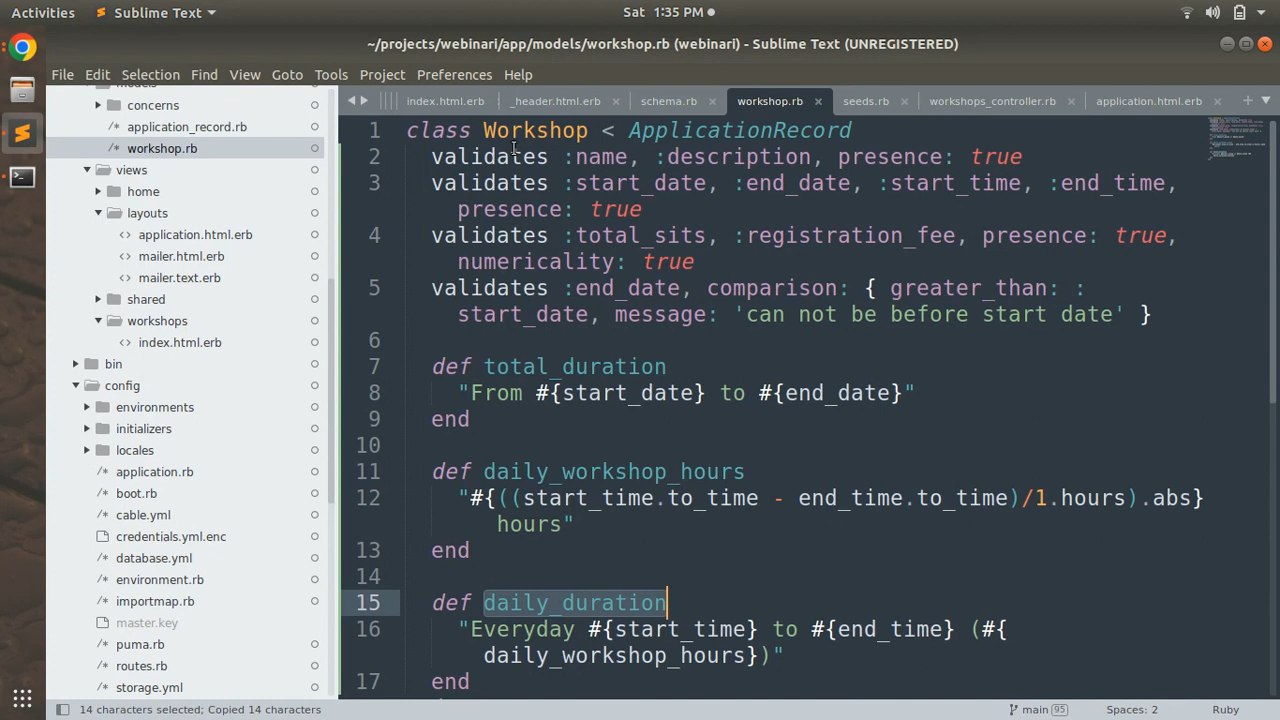 Activities
Sublime Text
Sat 1:35 PM
~/projects/webinari/app/models/workshop.rb (webinari) - Sublime Text (UNREGISTERED)
File Edit Selection Find View Goto Tools Project Preferences Help
models
concerns
/* application_record.rb
/* workshop.rb
views
home
layouts
<> application.html.erb
<> mailer.html.erb
<> mailer.text.erb
shared
workshops
<> index.html.erb
bin
config
environments
initializers
locales
/* application.rb
/* boot.rb
/* cable.yml
credentials.yml.enc
/* database.yml
/* environment.rb
/* importmap.rb
master.key
/* puma.rb
/* routes.rb
/* storage.yml
index.html.erb
_header.html.erb
schema.rb
workshop.rb
seeds.rb
workshops_controller.rb
application.html.erb
1 class Workshop < ApplicationRecord
2 validates :name, :description, presence: true
3 validates :start_date, :end_date, :start_time, :end_time,
presence: true
4 validates :total_sits, :registration_fee, presence: true,
numericality: true
5 validates :end_date, comparison: { greater_than: :
start_date, message: 'can not be before start date' }
6
7 def total_duration
8 "From #{start_date} to #{end_date}"
9 end
10
11 def daily_workshop_hours
12 "#{((start_time.to_time - end_time.to_time)/1.hours).abs}
hours"
13 end
14
15 def daily_duration
16 "Everyday #{start_time} to #{end_time} (#{
daily_workshop_hours})"
17 end
14 characters selected; Copied 14 characters
main 95
Spaces: 2
Ruby